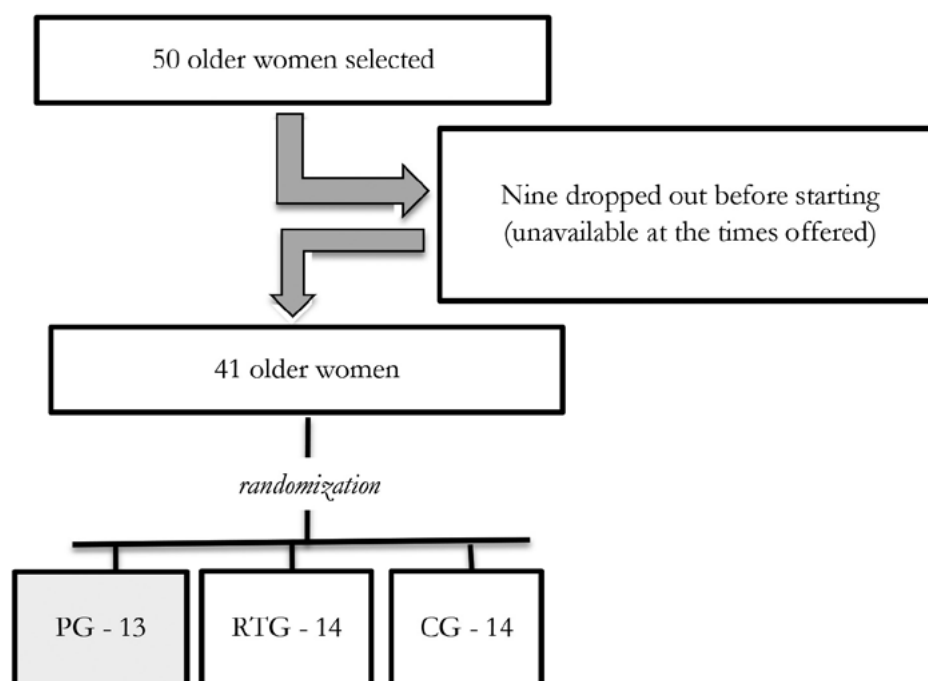 50 older women selected
Nine dropped out before starting
(unavailable at the times offered)
41 older women
randomization
PG - 13
RTG - 14
CG - 14